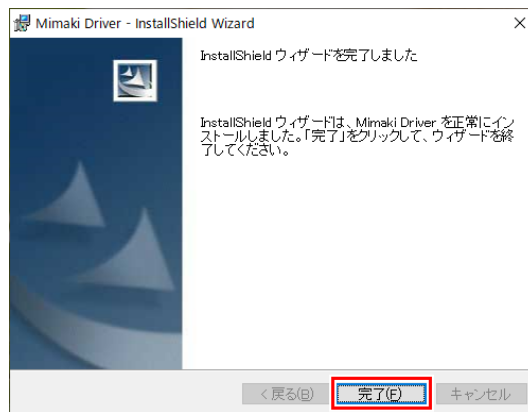 Mimaki Driver - InstallShield Wizard
InstallShield ウィザードを完了しました
InstallShield ウィザードは、Mimaki Driver を正常にイン
ストールしました。「完了」をクリックして、ウィザードを終
了してください。
< 戻る(B) 完了(F) キャンセル